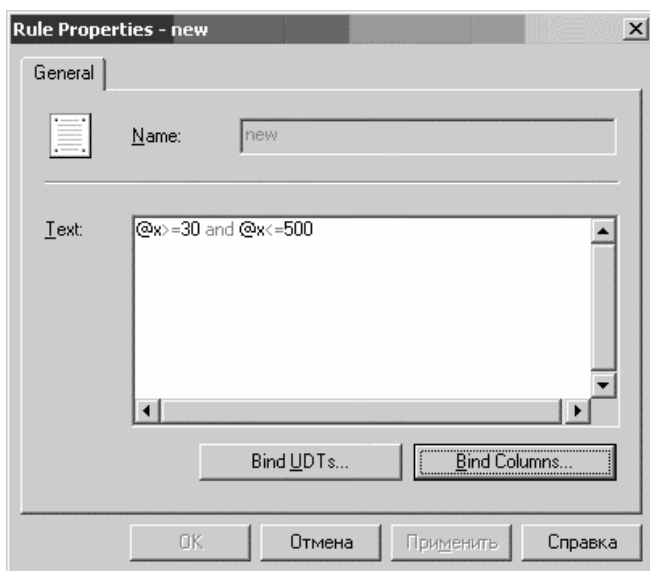 Rule Properties - new
General
Name: new
Text: @x>=30 and @x<=500
Bind UDTs... Bind Columns...
OK Отмена Применить Справка